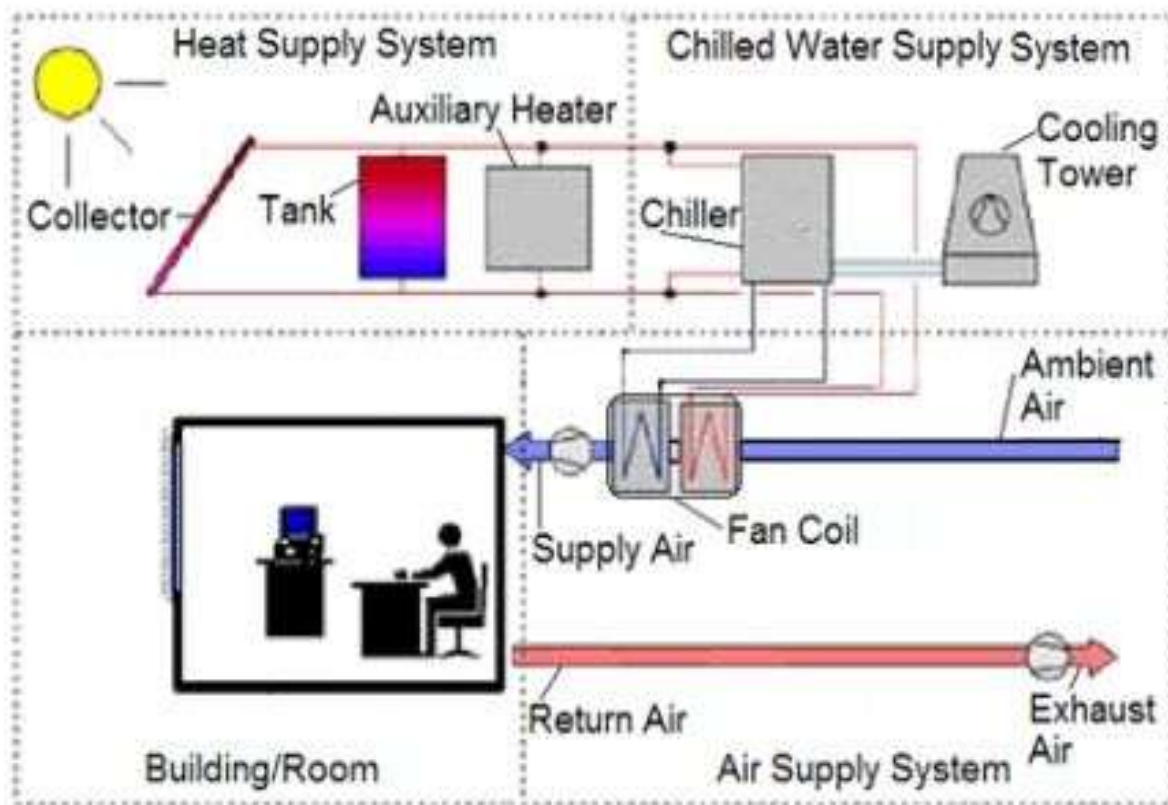 Heat Supply System
Chilled Water Supply System
Auxiliary Heater
Cooling
Tower
Collector
Tank
Chiller
Ambient
Air
Supply Air
Fan Coil
Return Air
Exhaust
Air
Building/Room
Air Supply System